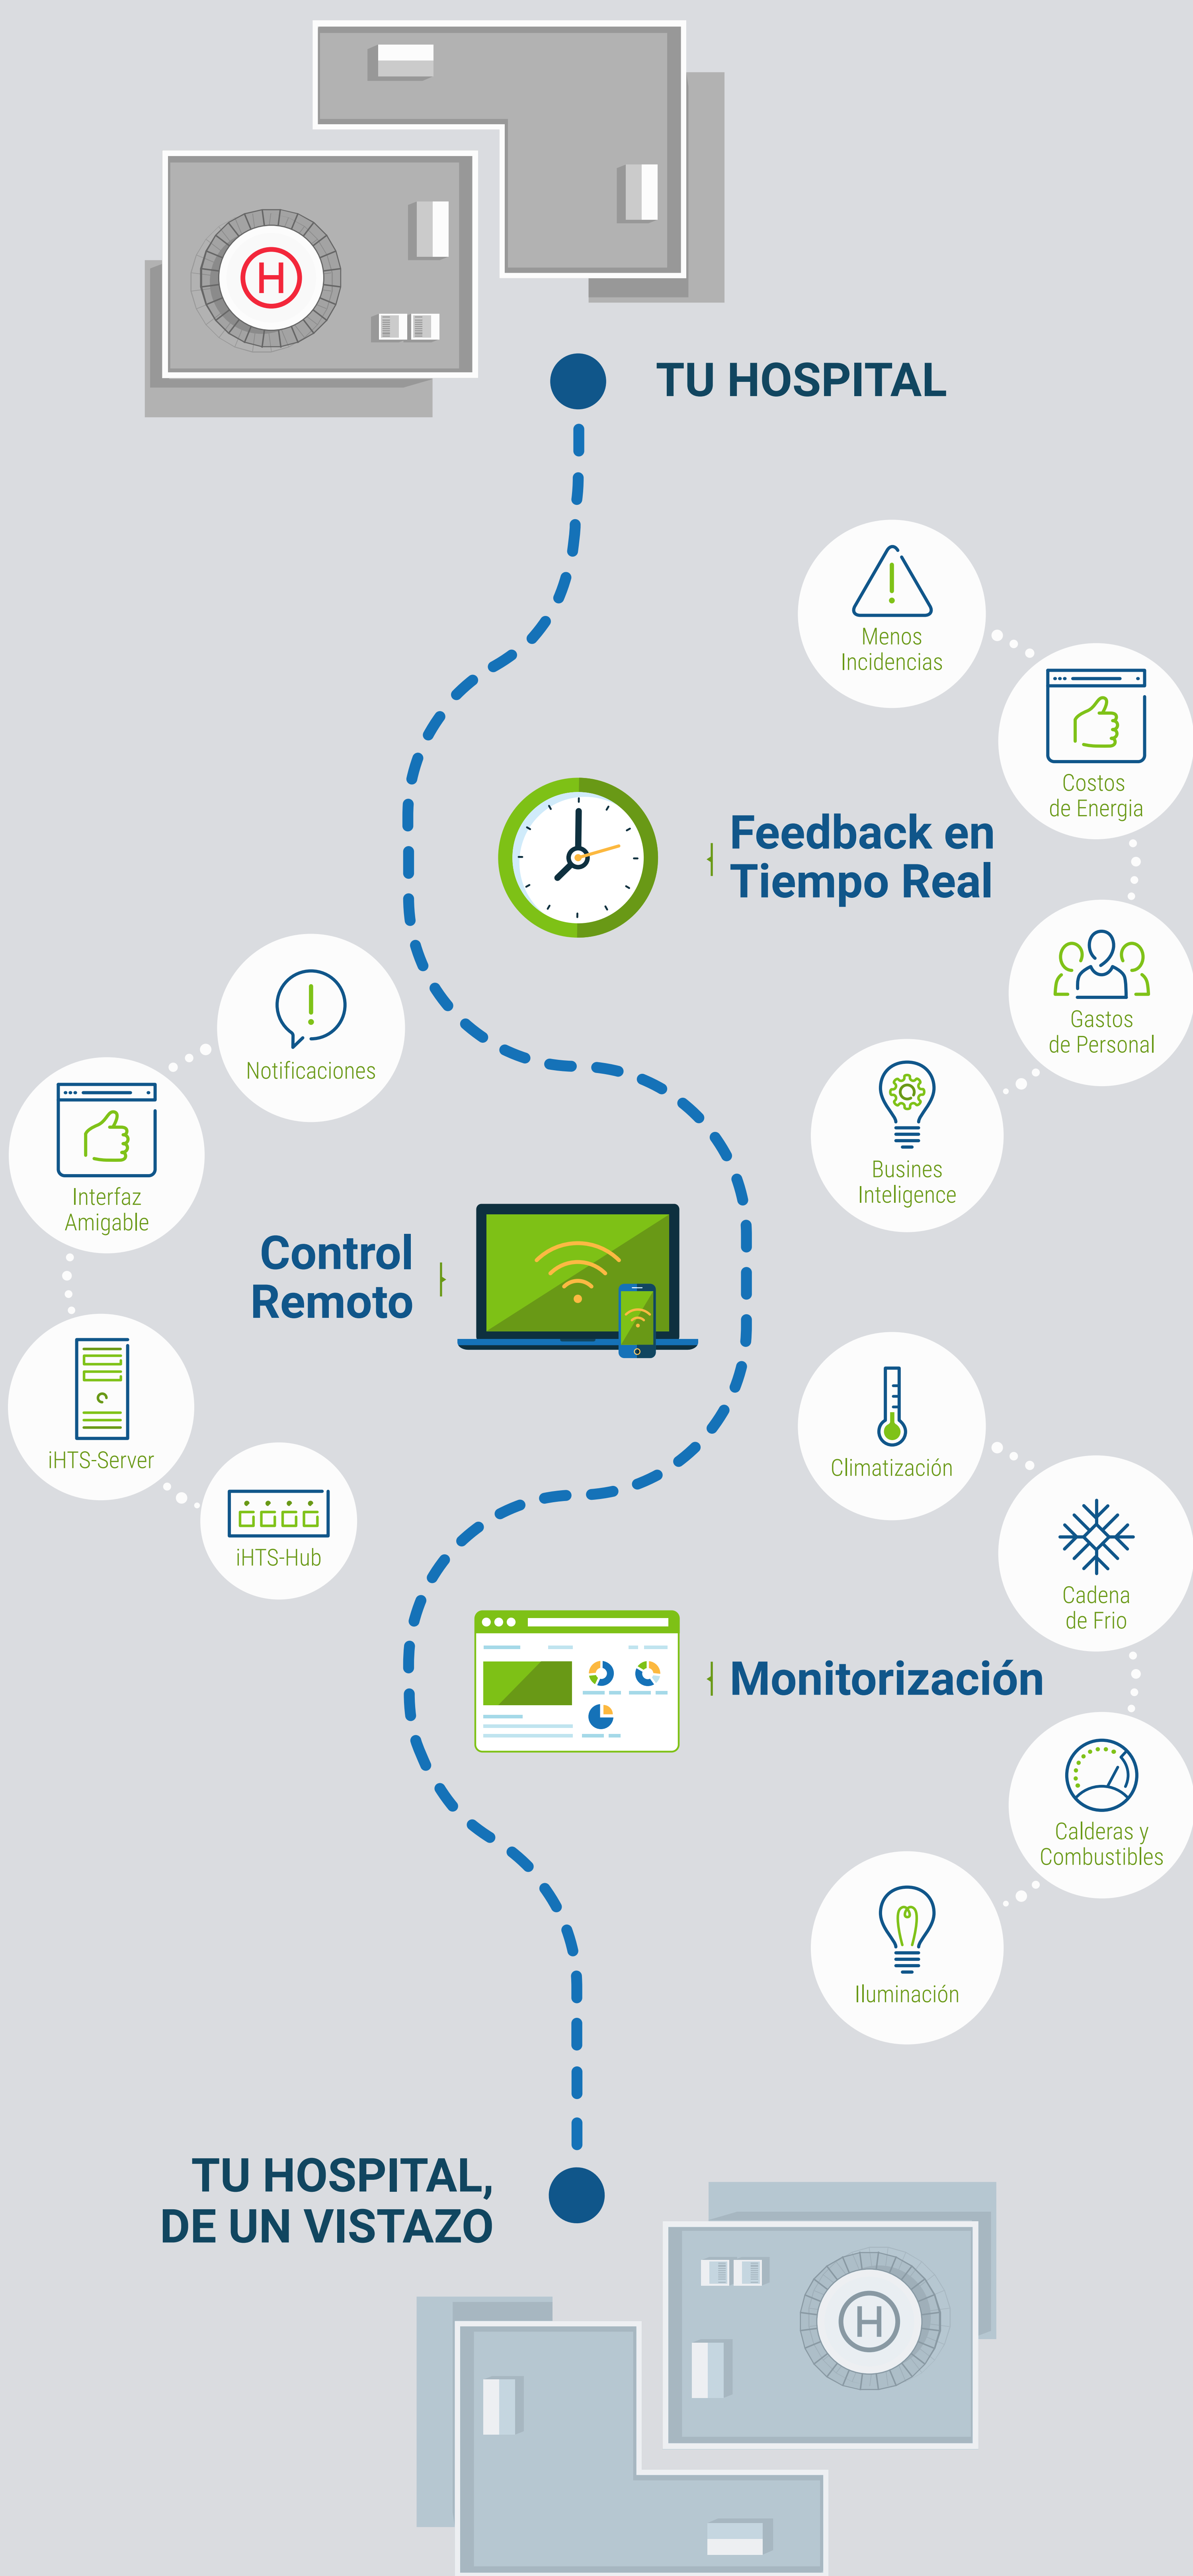 H
TU HOSPITAL
Menos
Incidencias
Costos
de Energia
Feedback en
Tiempo Real
Gastos
de Personal
Busines
Inteligence
Notificaciones
Interfaz
Amigable
Control
Remoto
iHTS-Server
iHTS-Hub
Climatización
Cadena
de Frio
Monitorización
Calderas y
Combustibles
Iluminación
TU HOSPITAL,
DE UN VISTAZO
H